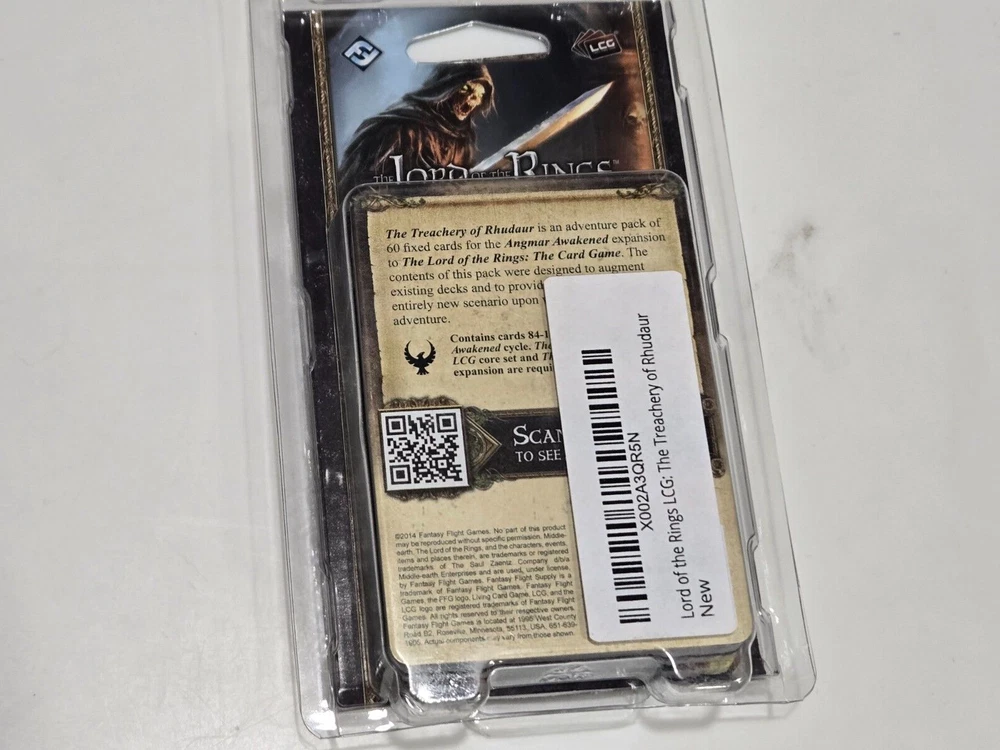 LCG
THE LORD OF THE RINGS™
The Treachery of Rhudaur is an adventure pack of
60 fixed cards for the Angmar Awakened expansion
to The Lord of the Rings: The Card Game. The
contents of this pack were designed to augment
existing decks and to provid
entirely new scenario upon
adventure.
Contains cards 84-1
Awakened cycle. The
LCG core set and Th
expansion are requi
SCAN
TO SEE
©2014 Fantasy Flight Games. No part of this product
may be reproduced without specific permission. Middle-
earth, The Lord of the Rings, and the characters, events,
items and places therein, are trademarks or registered
trademarks of The Saul Zaentz Company d/b/a
Middle-earth Enterprises and are used, under license,
by Fantasy Flight Games. Fantasy Flight Supply is a
trademark of Fantasy Flight Games. Fantasy Flight
Games, the FFG logo, Living Card Game, LCG, and the
LCG logo are registered trademarks of Fantasy Flight
Games. All rights reserved to their respective owners.
Fantasy Flight Games is located at 1995 West County
Road B2, Roseville, Minnesota, 55113, USA, 651-639-
1905. Actual components may vary from those shown.
X002A3QR5N
Lord of the Rings LCG: The Treachery of Rhudaur
New